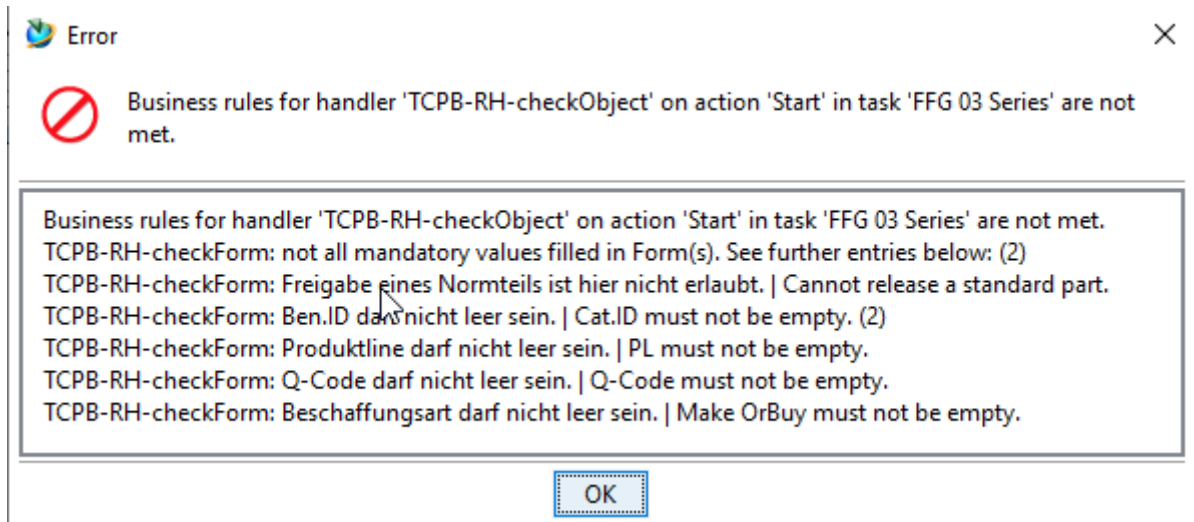 Error
Business rules for handler 'TCPB-RH-checkObject' on action 'Start' in task 'FFG 03 Series' are not
met.
Business rules for handler 'TCPB-RH-checkObject' on action 'Start' in task 'FFG 03 Series' are not met.
TCPB-RH-checkForm: not all mandatory values filled in Form(s). See further entries below: (2)
TCPB-RH-checkForm: Freigabe eines Normteils ist hier nicht erlaubt. | Cannot release a standard part.
TCPB-RH-checkForm: Ben.ID darf nicht leer sein. | Cat.ID must not be empty. (2)
TCPB-RH-checkForm: Produktline darf nicht leer sein. | PL must not be empty.
TCPB-RH-checkForm: Q-Code darf nicht leer sein. | Q-Code must not be empty.
TCPB-RH-checkForm: Beschaffungsart darf nicht leer sein. | Make OrBuy must not be empty.
OK